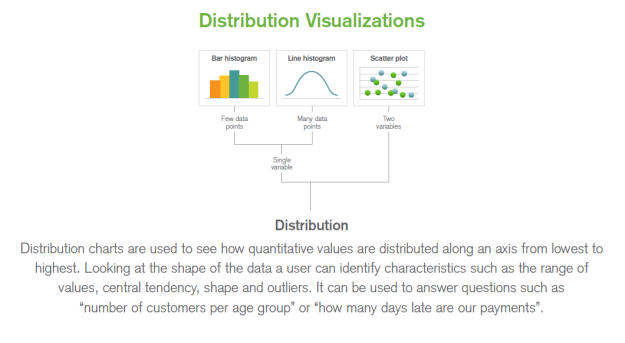 Distribution Visualizations
Bar histogram
Line histogram
Scatter plot
Few data
points
Many data
points
Two
variables
Single
variable
Distribution
Distribution charts are used to see how quantitative values are distributed along an axis from lowest to
highest. Looking at the shape of the data a user can identify characteristics such as the range of
values, central tendency, shape and outliers. It can be used to answer questions such as
“number of customers per age group” or “how many days late are our payments”.